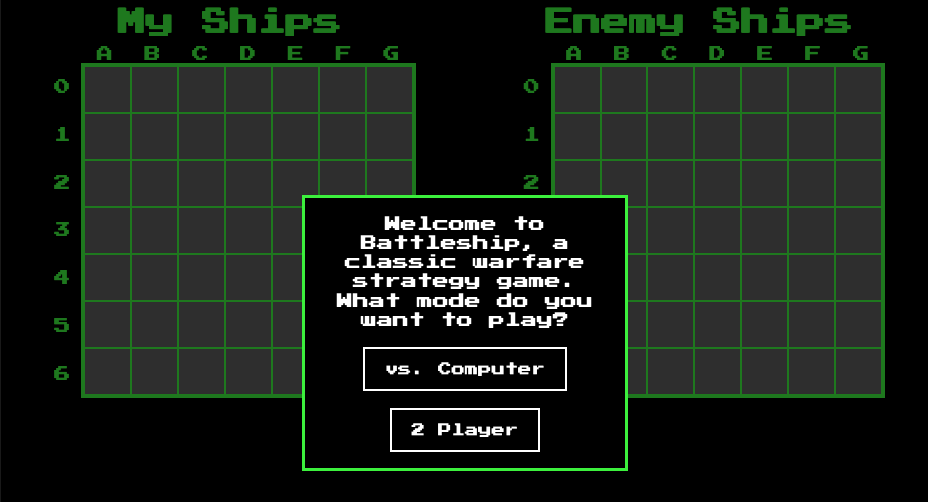 My Ships Enemy Ships
A B C D E F G A B C D E F G
0 0
1 1
2 2
3
4
5
6
Welcome to
Battleship, a
classic warfare
strategy game.
What mode do you
want to play?
vs. Computer
2 Player